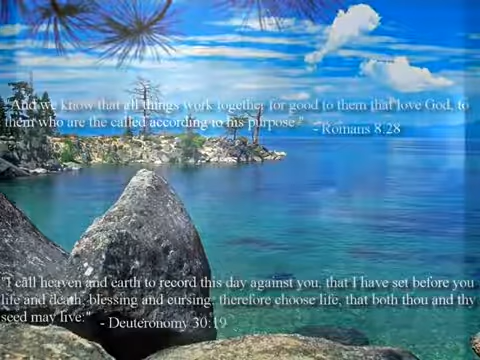 "And we know that all things work together for good to them that love God, to
them who are the called according to his purpose." - Romans 8:28
"I call heaven and earth to record this day against you, that I have set before you
life and death, blessing and cursing: therefore choose life, that both thou and thy
seed may live:" - Deuteronomy 30:19